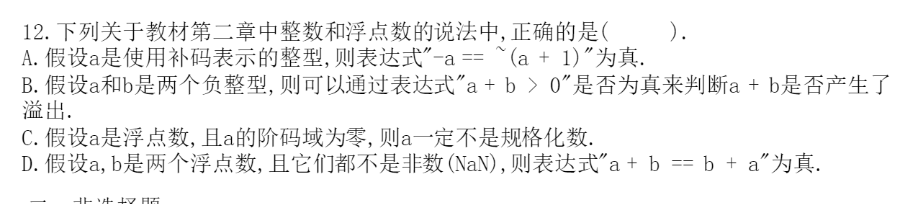 12. 下列关于教材第二章中整数和浮点数的说法中,正确的是(   ).
A. 假设a是使用补码表示的整型,则表达式"-a == ~(a + 1)"为真.
B. 假设a和b是两个负整型,则可以通过表达式"a + b > 0"是否为真来判断a + b是否产生了
溢出.
C. 假设a是浮点数,且a的阶码域为零,则a一定不是规格化数.
D. 假设a,b是两个浮点数,且它们都不是非数(NaN),则表达式"a + b == b + a"为真.